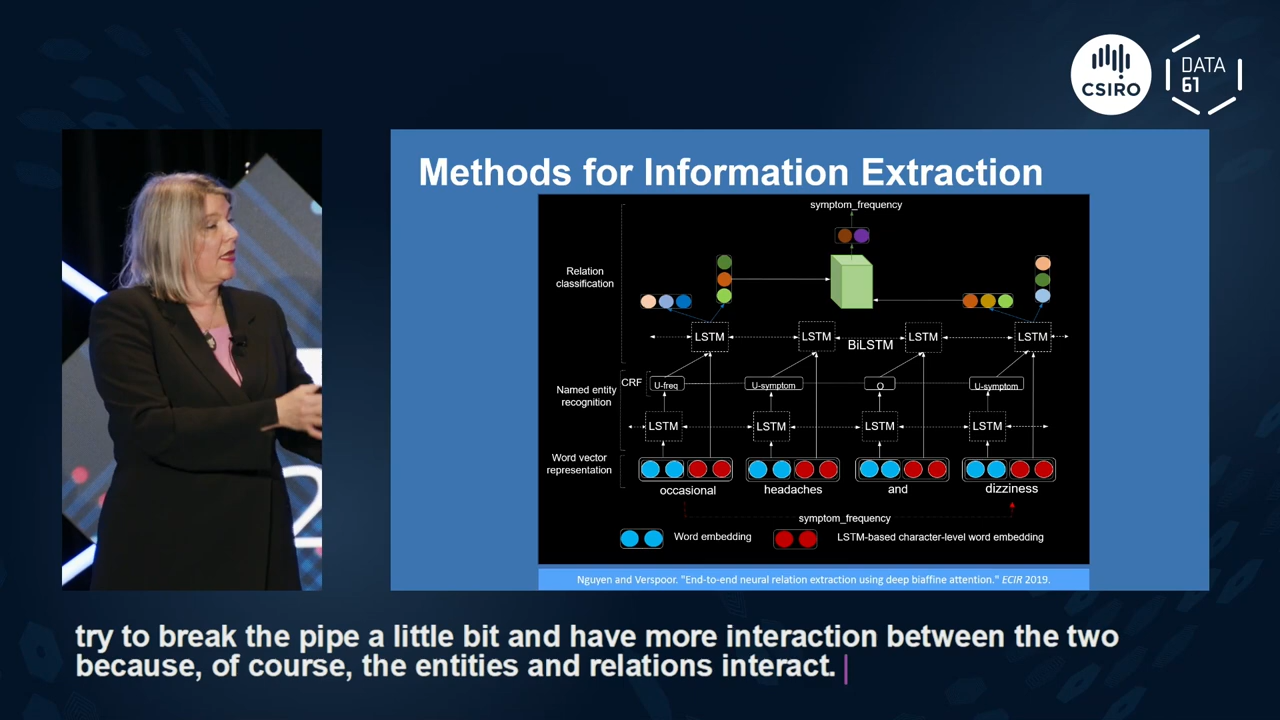 CSIRO
DATA
61
Methods for Information Extraction
symptom_frequency
Relation
classification
LSTM
LSTM
BiLSTM
LSTM
LSTM
Named entity
recognition
CRF
U-freq
U-symptom
O
U-symptom
LSTM
LSTM
LSTM
LSTM
Word vector
representation
occasional
headaches
and
dizziness
symptom_frequency
Word embedding
LSTM-based character-level word embedding
Nguyen and Verspoor. "End-to-end neural relation extraction using deep biaffine attention." ECIR 2019.
try to break the pipe a little bit and have more interaction between the two
because, of course, the entities and relations interact.